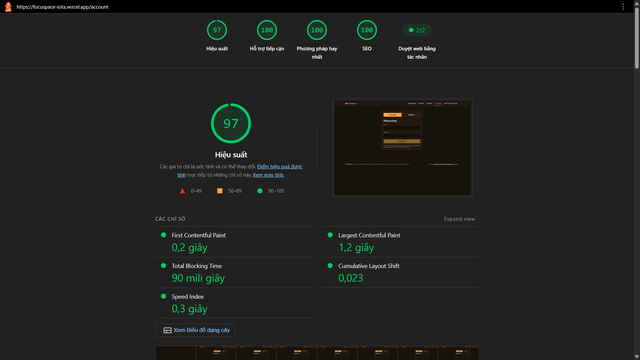 https://focuspace-iota.vercel.app/account
97
100
100
100
2/2
Hiệu suất
Hỗ trợ tiếp cận
Phương pháp hay
nhất
SEO
Duyệt web bằng
tác nhân
97
Hiệu suất
Các giá trị chỉ là ước tính và có thể thay đổi. Điểm hiệu quả được
tính trực tiếp từ những chỉ số này. Xem máy tính.
0–49
50–89
90–100
CÁC CHỈ SỐ
Expand view
First Contentful Paint
0,2 giây
Largest Contentful Paint
1,2 giây
Total Blocking Time
90 mili giây
Cumulative Layout Shift
0,023
Speed Index
0,3 giây
Xem Biểu đồ dạng cây